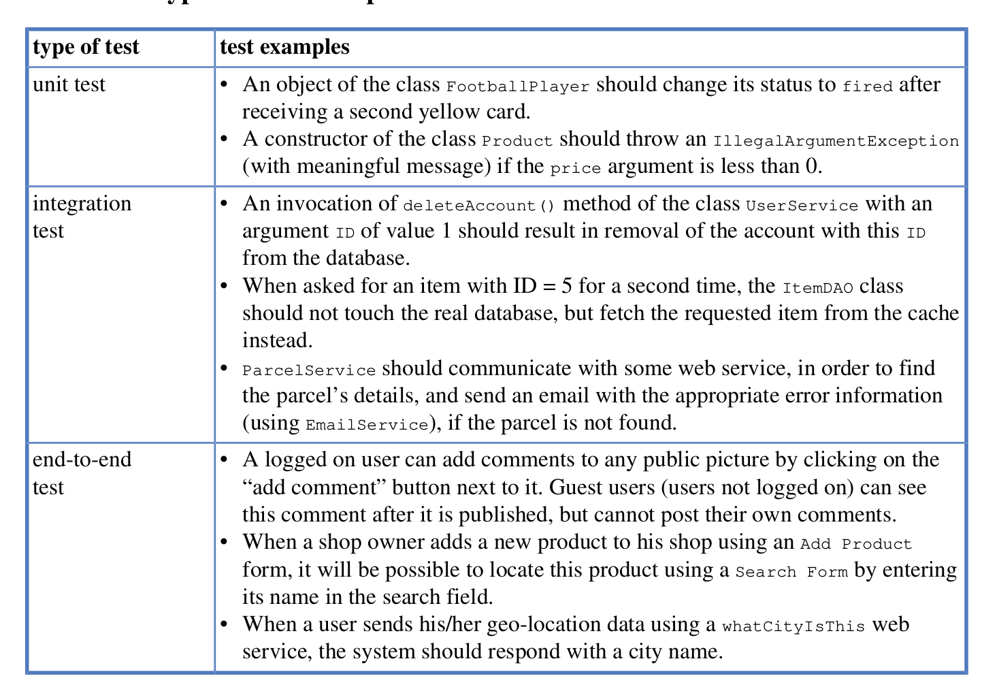 type of test
test examples
unit test
• An object of the class FootballPlayer should change its status to fired after
receiving a second yellow card.
• A constructor of the class Product should throw an IllegalArgumentException
(with meaningful message) if the price argument is less than 0.
integration
test
• An invocation of deleteAccount() method of the class UserService with an
argument ID of value 1 should result in removal of the account with this ID
from the database.
• When asked for an item with ID = 5 for a second time, the ItemDAO class
should not touch the real database, but fetch the requested item from the cache
instead.
• ParcelService should communicate with some web service, in order to find
the parcel’s details, and send an email with the appropriate error information
(using EmailService), if the parcel is not found.
end-to-end
test
• A logged on user can add comments to any public picture by clicking on the
“add comment” button next to it. Guest users (users not logged on) can see
this comment after it is published, but cannot post their own comments.
• When a shop owner adds a new product to his shop using an Add Product
form, it will be possible to locate this product using a Search Form by entering
its name in the search field.
• When a user sends his/her geo-location data using a whatCityIsThis web
service, the system should respond with a city name.